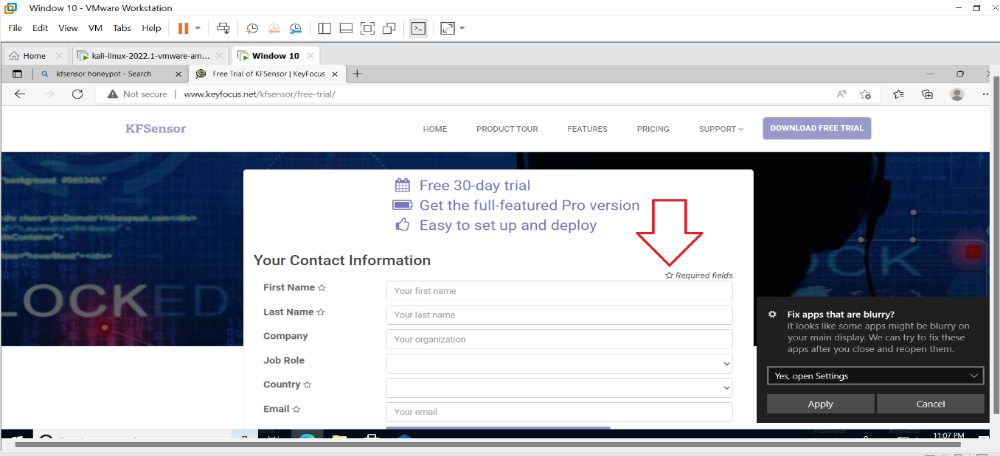 Window 10 - VMware Workstation
File Edit View VM Tabs Help
Home kali-linux-2022.1-vmware-am... Window 10
kfsensor honeypot - Search Free Trial of KFSensor | KeyFocus
Not secure | www.keyfocus.net/kfsensor/free-trial/
KFSensor HOME PRODUCT TOUR FEATURES PRICING SUPPORT DOWNLOAD FREE TRIAL
Free 30-day trial
Get the full-featured Pro version
Easy to set up and deploy
Your Contact Information
Required fields
First Name Your first name
Last Name Your last name
Company Your organization
Job Role
Country
Email Your email
LOCKED
LOCK
Fix apps that are blurry?
It looks like some apps might be blurry on
your main display. We can try to fix these
apps after you close and reopen them.
Yes, open Settings
Apply Cancel
11:07 PM